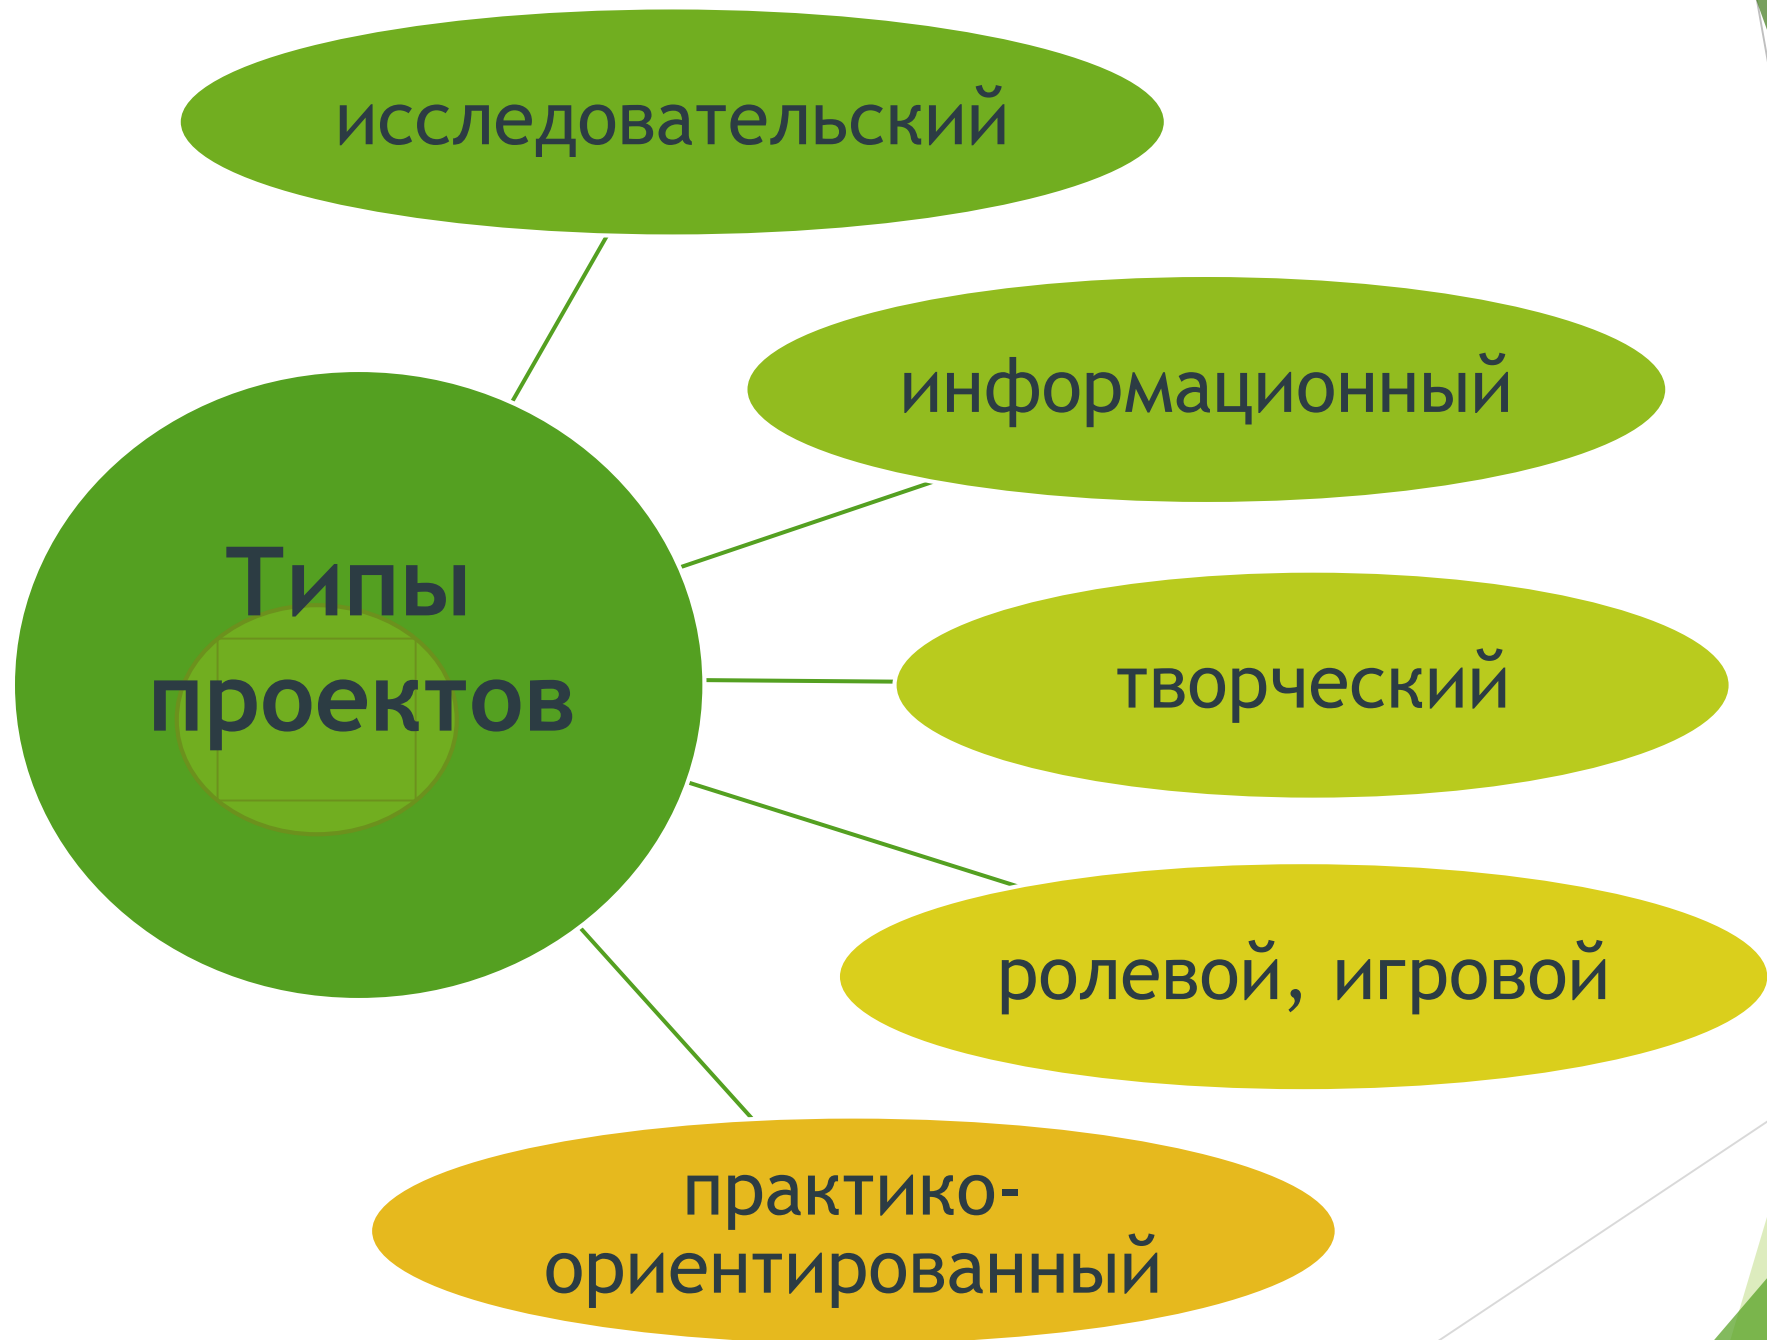 исследовательский
информационный
Типы
проектов
творческий
ролевой, игровой
практико-
ориентированный